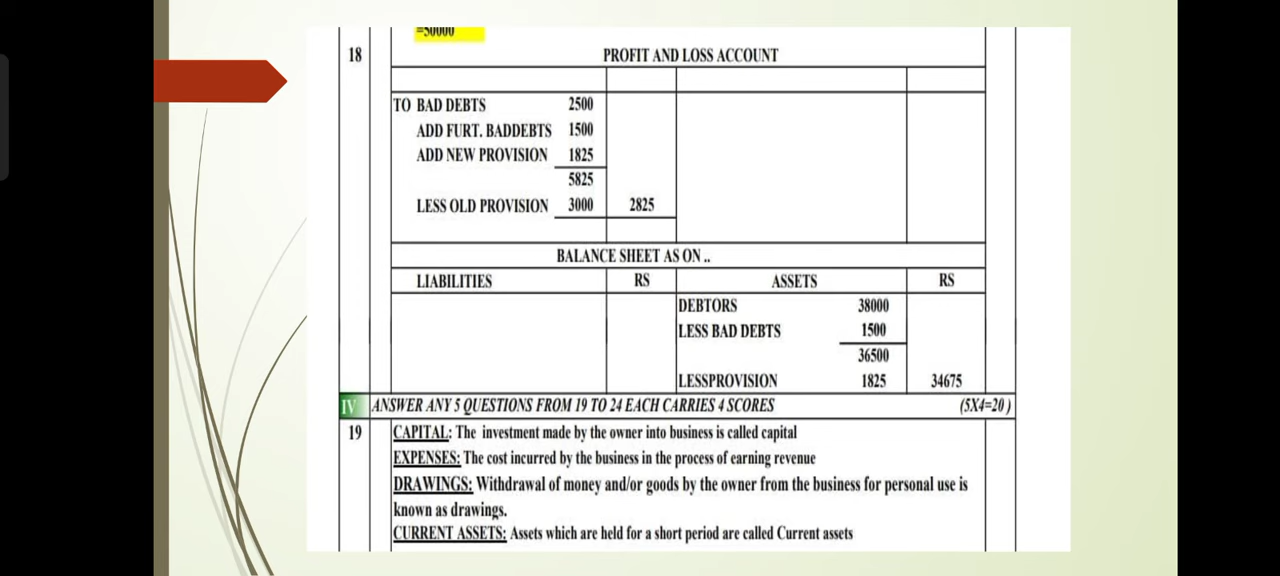 =50000
18 PROFIT AND LOSS ACCOUNT
TO BAD DEBTS 2500
ADD FURT. BADDEBTS 1500
ADD NEW PROVISION 1825
5825
LESS OLD PROVISION 3000 2825
BALANCE SHEET AS ON ..
LIABILITIES RS ASSETS RS
DEBTORS 38000
LESS BAD DEBTS 1500
36500
LESSPROVISION 1825 34675
IV ANSWER ANY 5 QUESTIONS FROM 19 TO 24 EACH CARRIES 4 SCORES (5X4=20 )
19 CAPITAL: The investment made by the owner into business is called capital
EXPENSES: The cost incurred by the business in the process of earning revenue
DRAWINGS: Withdrawal of money and/or goods by the owner from the business for personal use is
known as drawings.
CURRENT ASSETS: Assets which are held for a short period are called Current assets